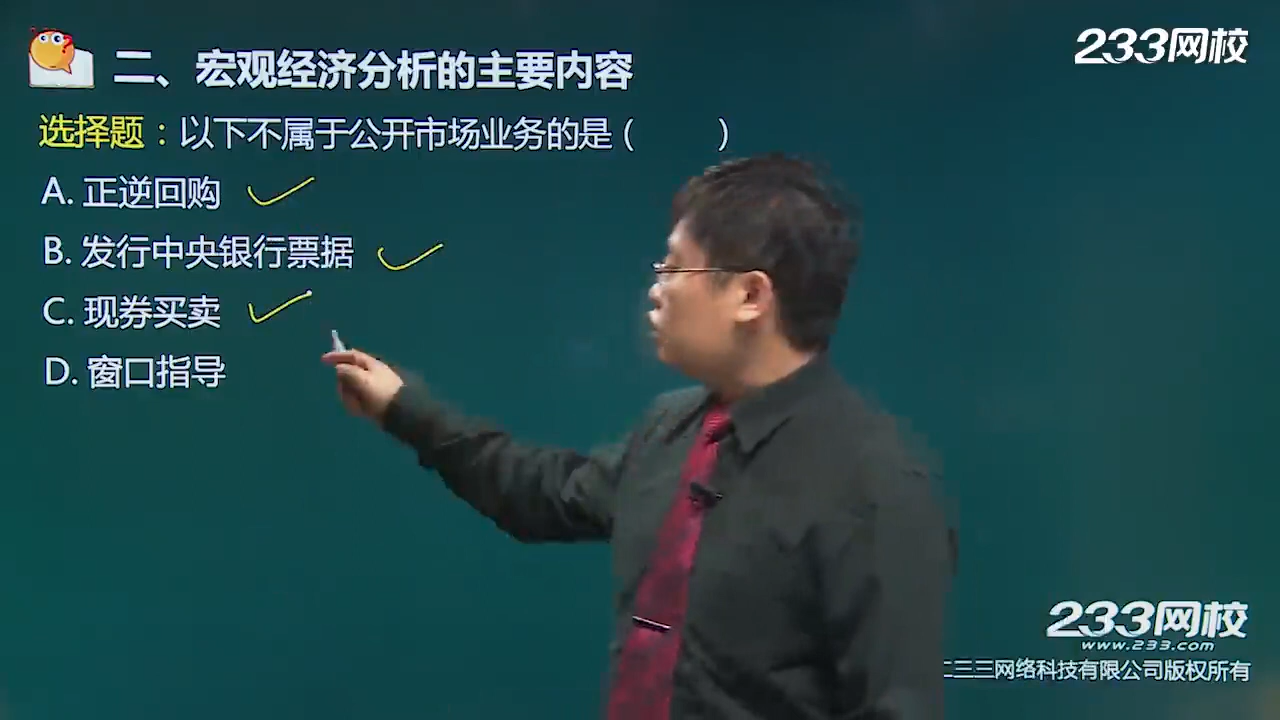 二、宏观经济分析的主要内容
233网校
选择题：以下不属于公开市场业务的是（　　）
A. 正逆回购
B. 发行中央银行票据
C. 现券买卖
D. 窗口指导
233网校
www.233.com
二三三网络科技有限公司版权所有